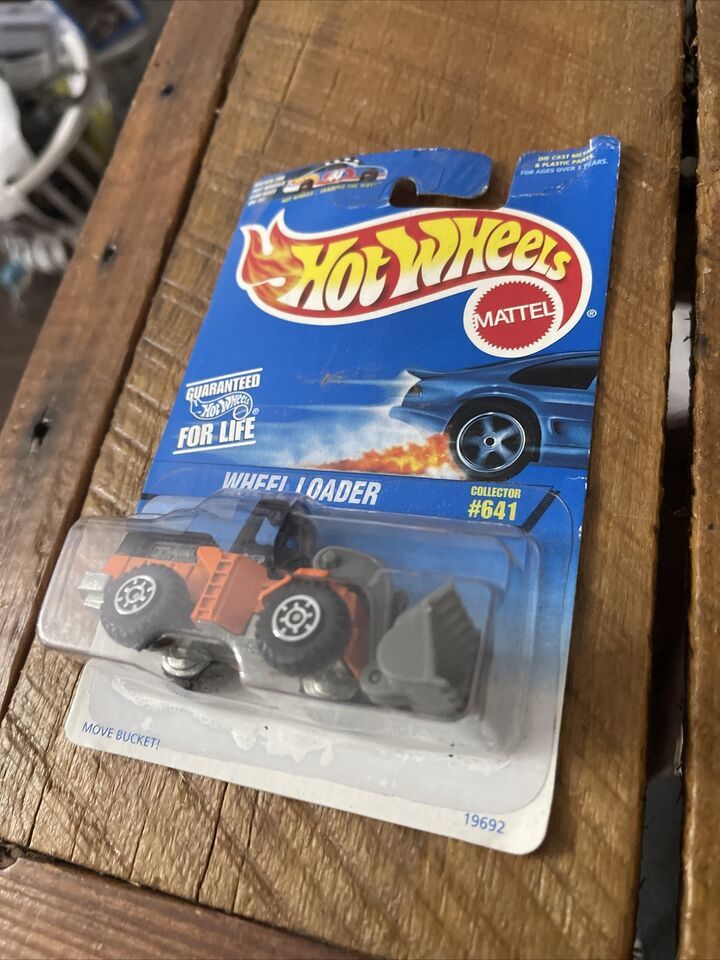 DIE CAST METAL
& PLASTIC PARTS.
FOR AGES OVER 3 YEARS.
HOT WHEELS
MATTEL
®
GUARANTEED
Hot Wheels ®
FOR LIFE
WHEEL LOADER
COLLECTOR
#641
MOVE BUCKET!
19692